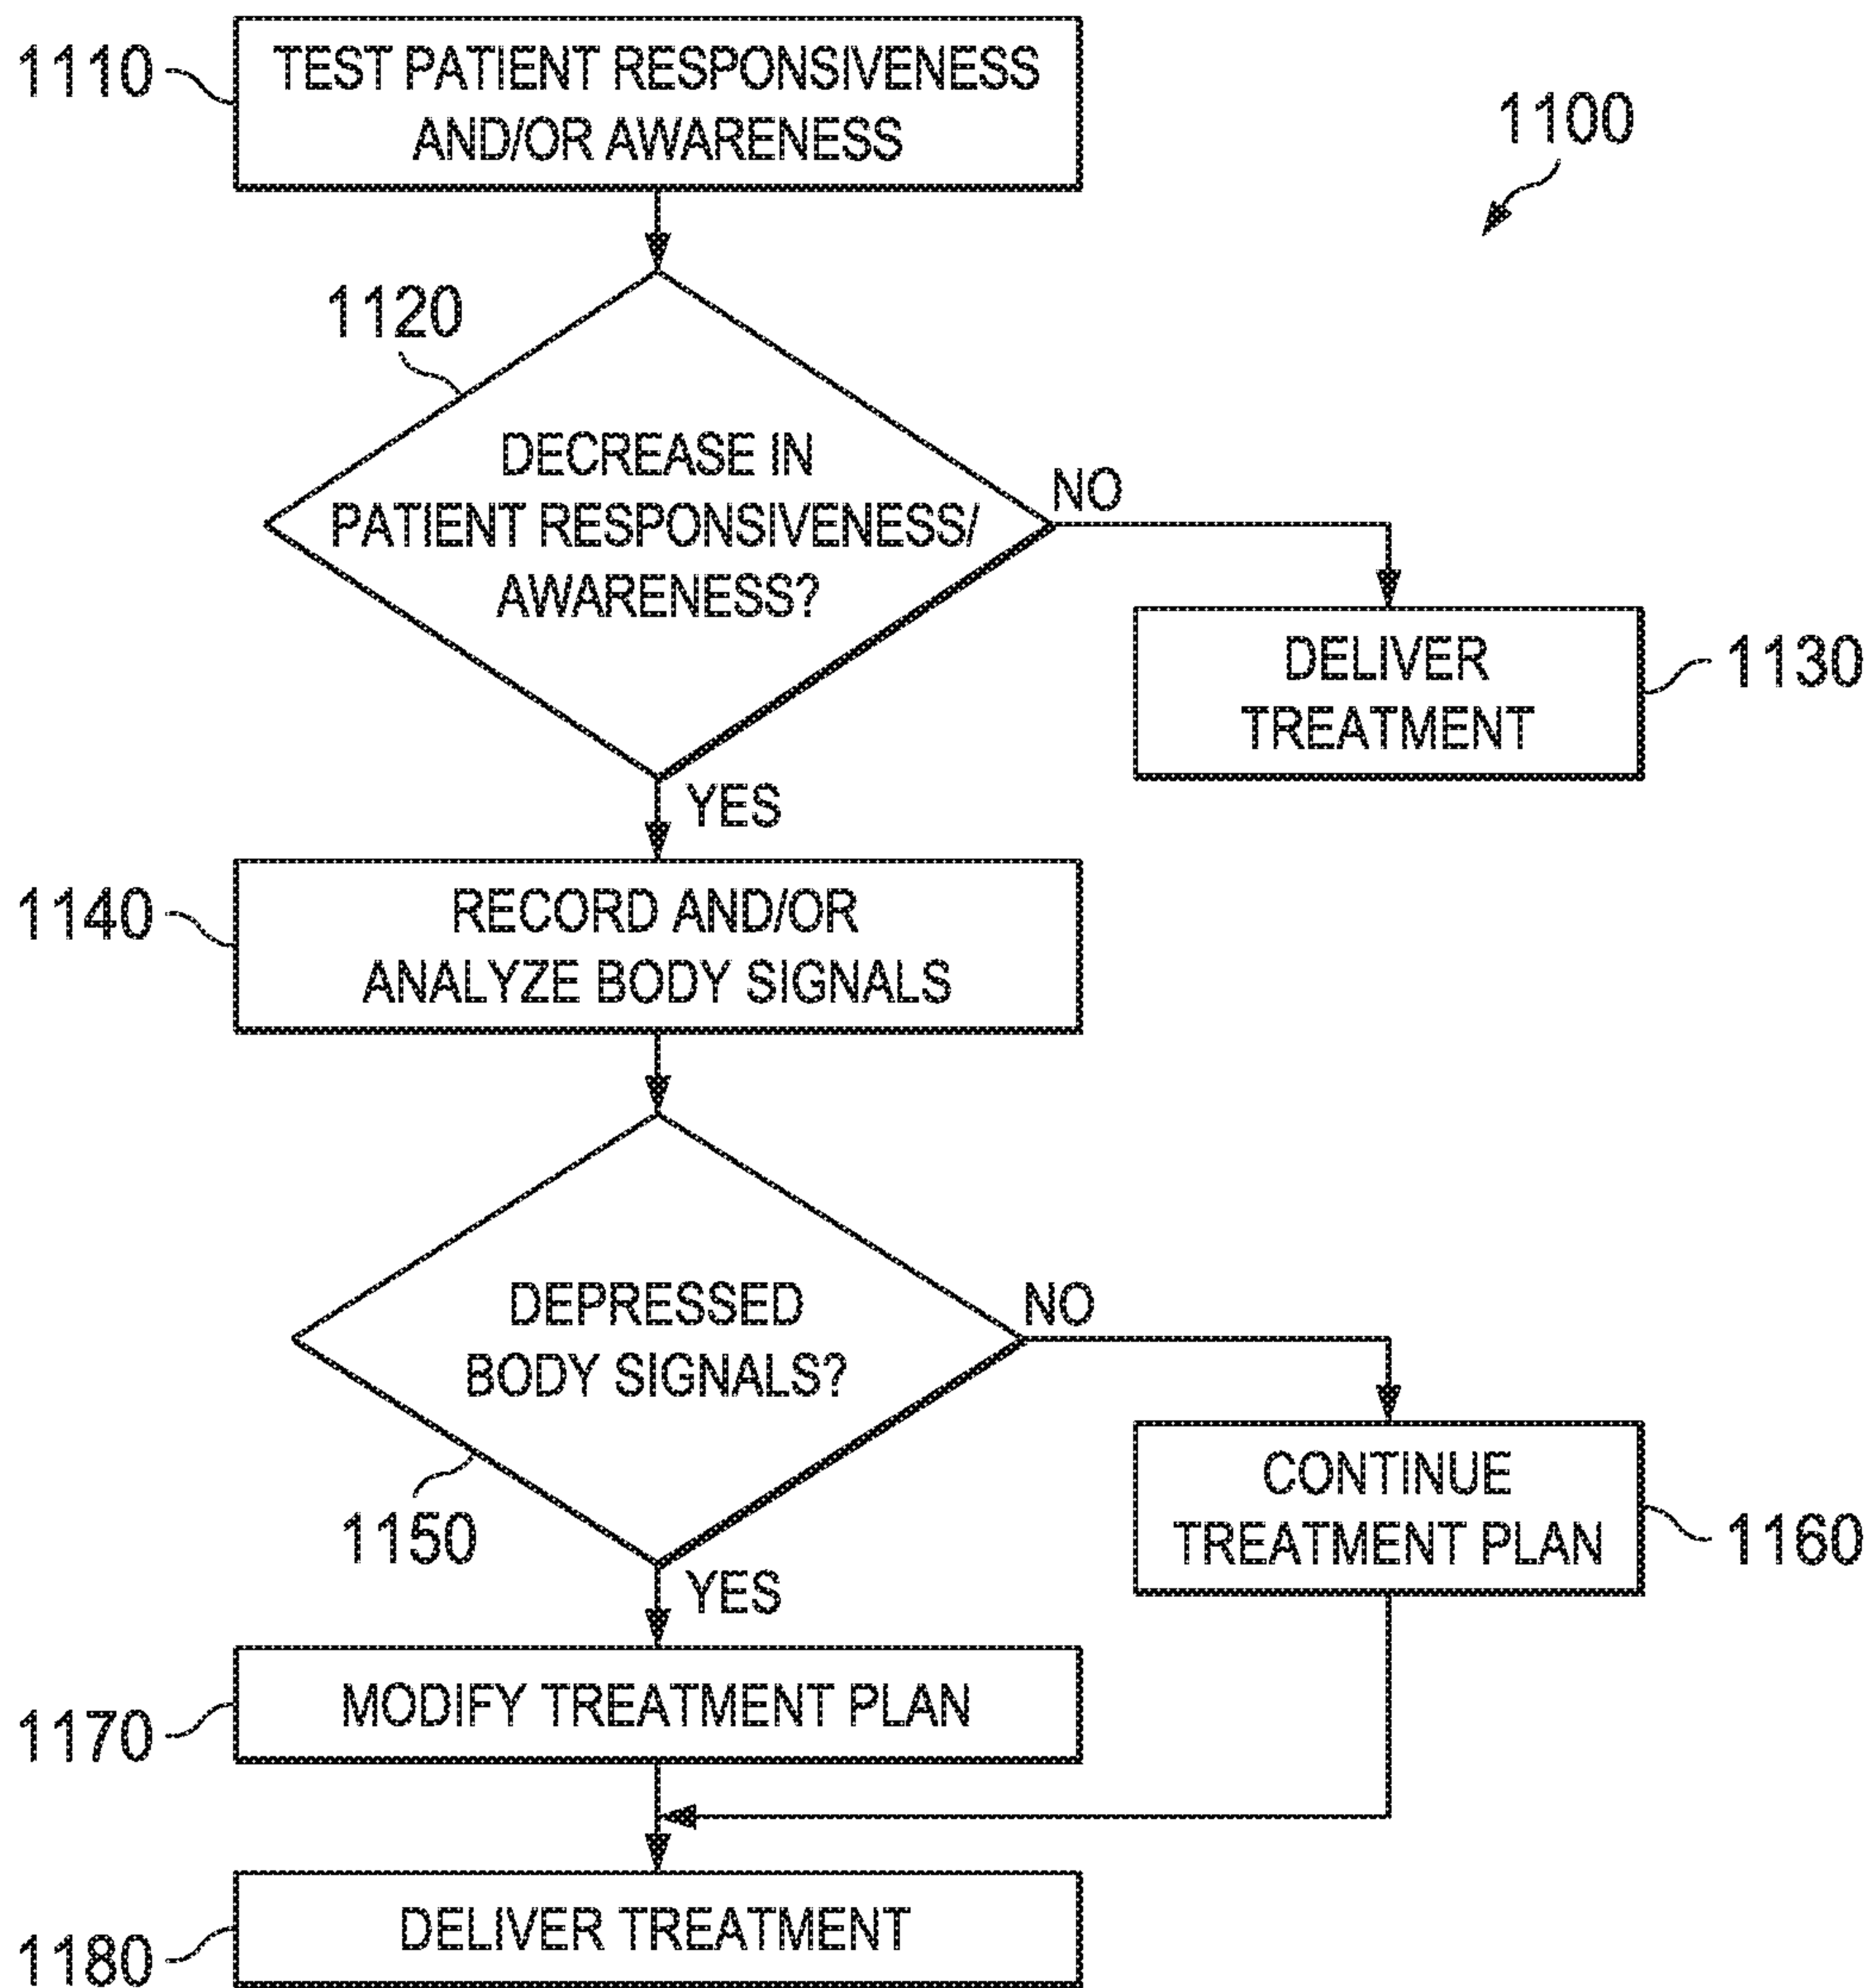 1110
TEST PATIENT RESPONSIVENESS
AND/OR AWARENESS
1100
1120
DECREASE IN
PATIENT RESPONSIVENESS/
AWARENESS?
NO
DELIVER
TREATMENT
1130
YES
1140
RECORD AND/OR
ANALYZE BODY SIGNALS
DEPRESSED
BODY SIGNALS?
NO
1150
CONTINUE
TREATMENT PLAN
1160
YES
1170
MODIFY TREATMENT PLAN
1180
DELIVER TREATMENT